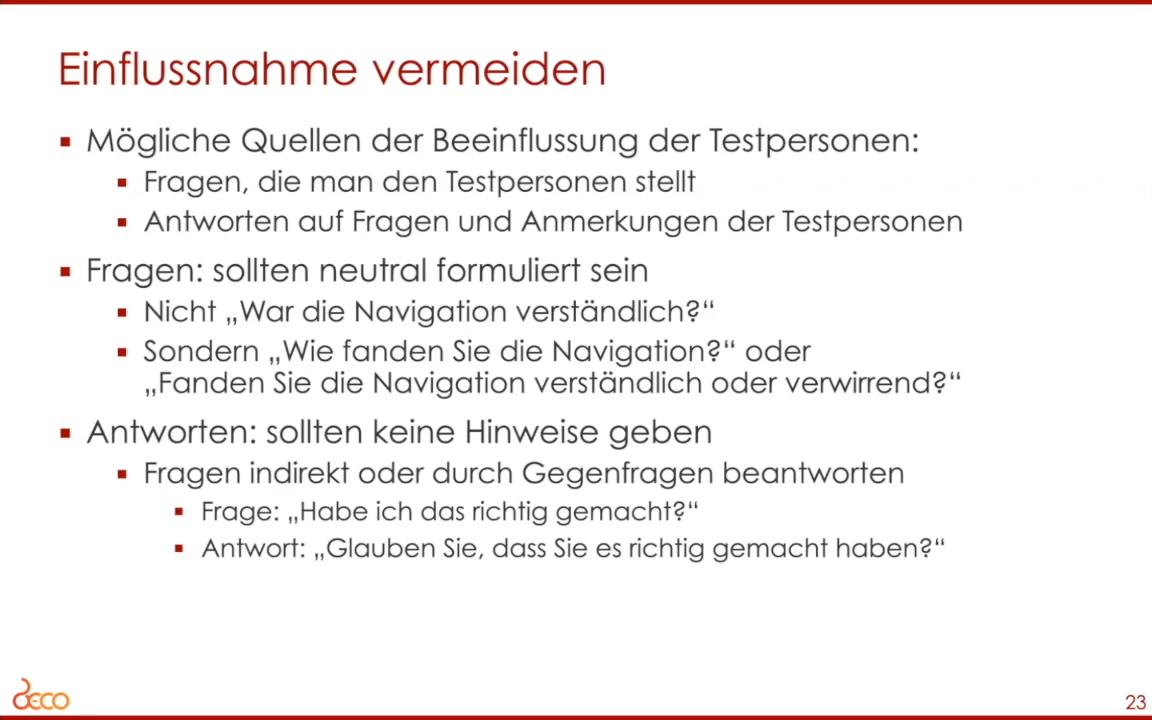 Einflussnahme vermeiden
Mögliche Quellen der Beeinflussung der Testpersonen:
Fragen, die man den Testpersonen stellt
Antworten auf Fragen und Anmerkungen der Testpersonen
Fragen: sollten neutral formuliert sein
Nicht „War die Navigation verständlich?“
Sondern „Wie fanden Sie die Navigation?“ oder
„Fanden Sie die Navigation verständlich oder verwirrend?“
Antworten: sollten keine Hinweise geben
Fragen indirekt oder durch Gegenfragen beantworten
Frage: „Habe ich das richtig gemacht?“
Antwort: „Glauben Sie, dass Sie es richtig gemacht haben?“
DECO
23